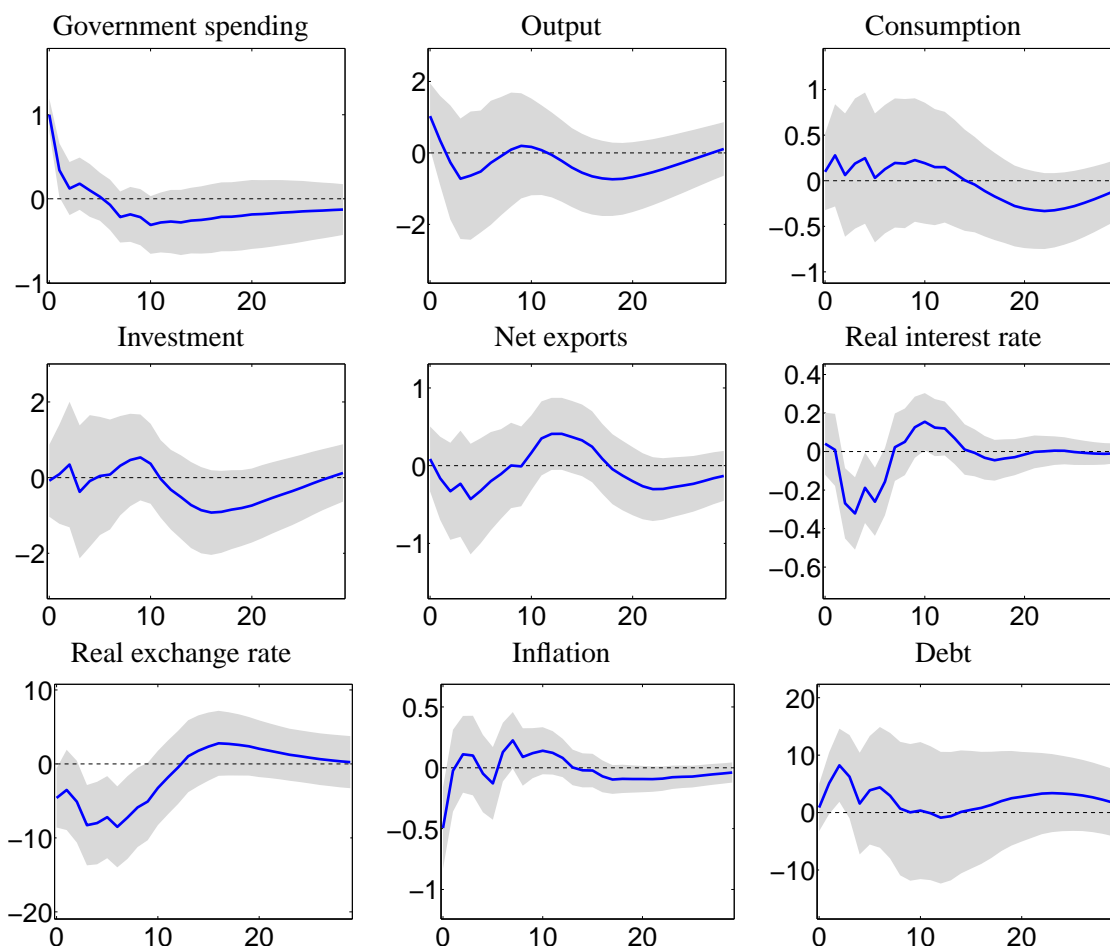 Government spending
Output
Consumption
1
0
−1
0 10 20
2
0
−2
0 10 20
1
0.5
0
−0.5
−1
0 10 20
Investment
Net exports
Real interest rate
2
0
−2
0 10 20
1
0
−1
0 10 20
0.4
0.2
0
−0.2
−0.4
−0.6
0 10 20
Real exchange rate
Inflation
Debt
10
0
−10
−20
0 10 20
0.5
0
−0.5
−1
0 10 20
20
10
0
−10
0 10 20